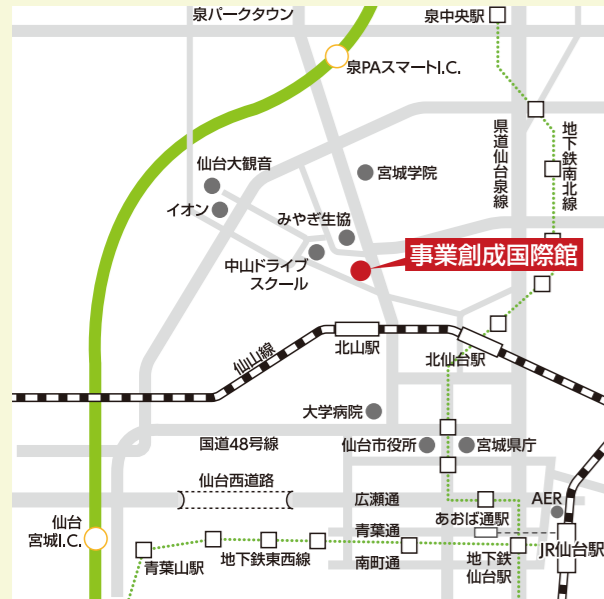 泉パークタウン
泉中央駅
泉PAスマートI.C.
県道仙台泉線
地下鉄南北線
仙台大観音
宮城学院
イオン
みやぎ生協
事業創成国際館
中山ドライブ
スクール
仙山線
北山駅
北仙台駅
大学病院
国道48号線
仙台市役所
宮城県庁
仙台西道路
広瀬通
AER
あおば通駅
仙台
宮城I.C.
青葉通
青葉山駅
地下鉄東西線
南町通
地下鉄
仙台駅
JR仙台駅